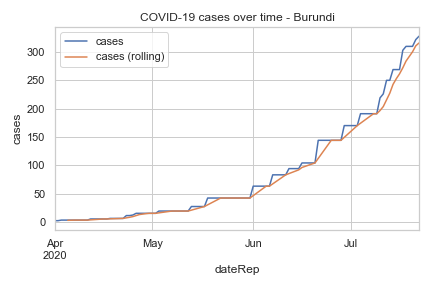 COVID-19 cases over time - Burundi
cases
cases (rolling)
300
250
200
150
100
50
0
cases
Apr
2020
May
Jun
Jul
dateRep